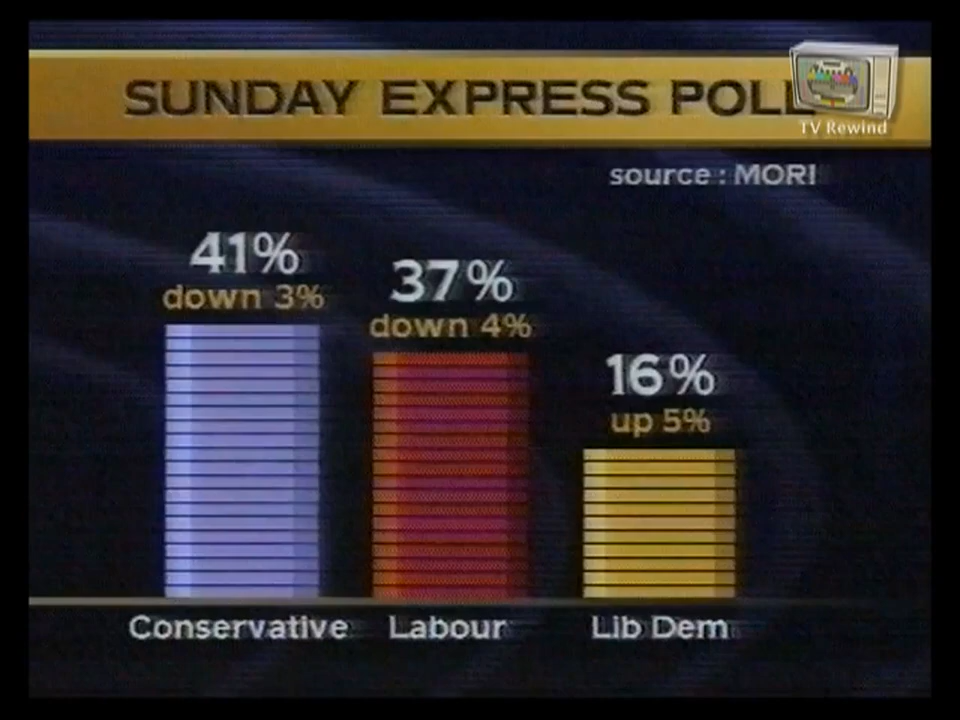 SUNDAY EXPRESS POLL
TV Rewind
source : MORI
41%
down 3%
37%
down 4%
16%
up 5%
Conservative Labour Lib Dem